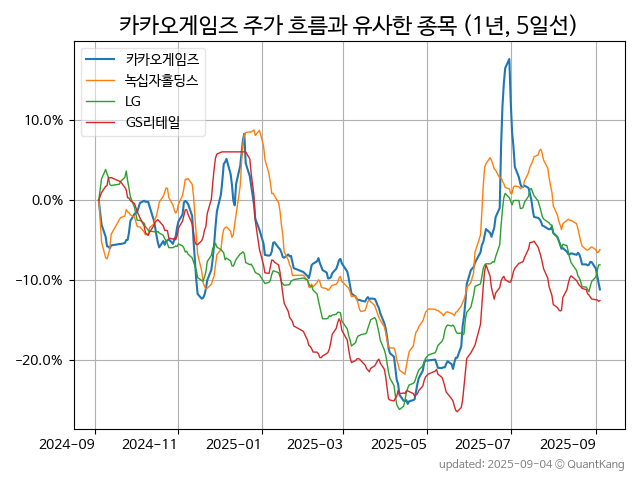 카카오게임즈 주가 흐름과 유사한 종목 (1년, 5일선)
카카오게임즈
녹십자홀딩스
LG
GS리테일
10.0%
0.0%
−10.0%
−20.0%
2024-09 2024-11 2025-01 2025-03 2025-05 2025-07 2025-09
updated: 2025-09-04 © QuantKang